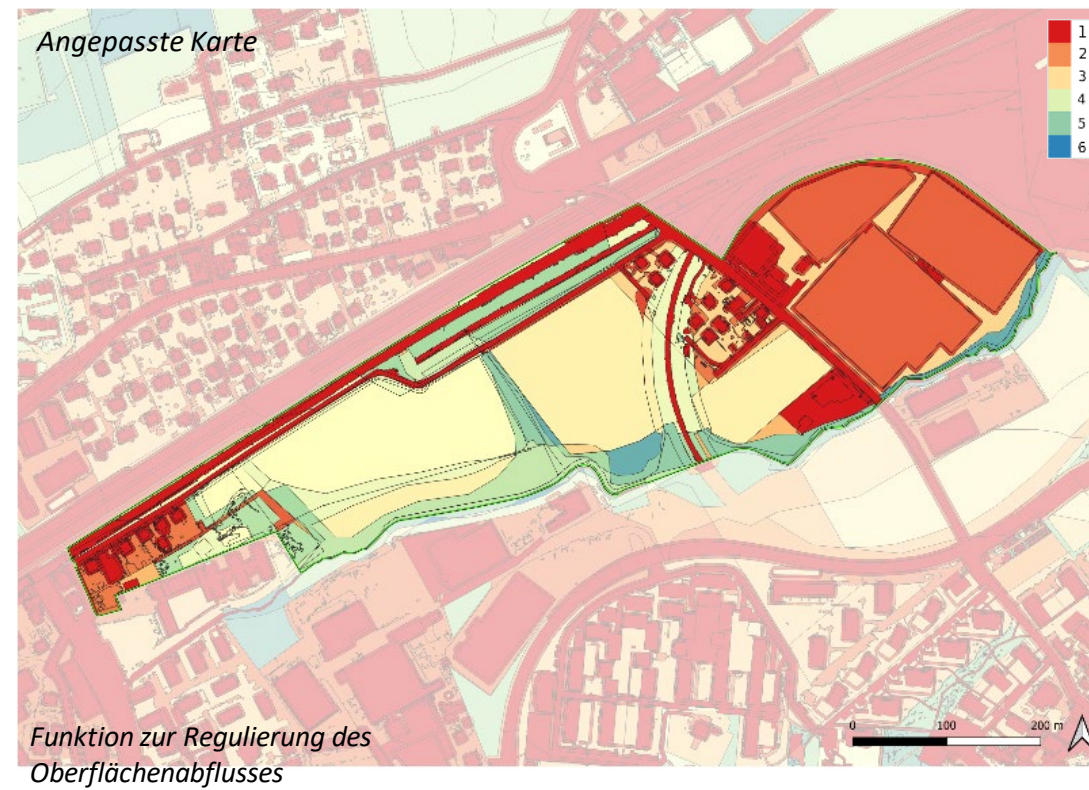 Angepasste Karte
1
2
3
4
5
6
0 100 200 m
Funktion zur Regulierung des
Oberflächenabflusses